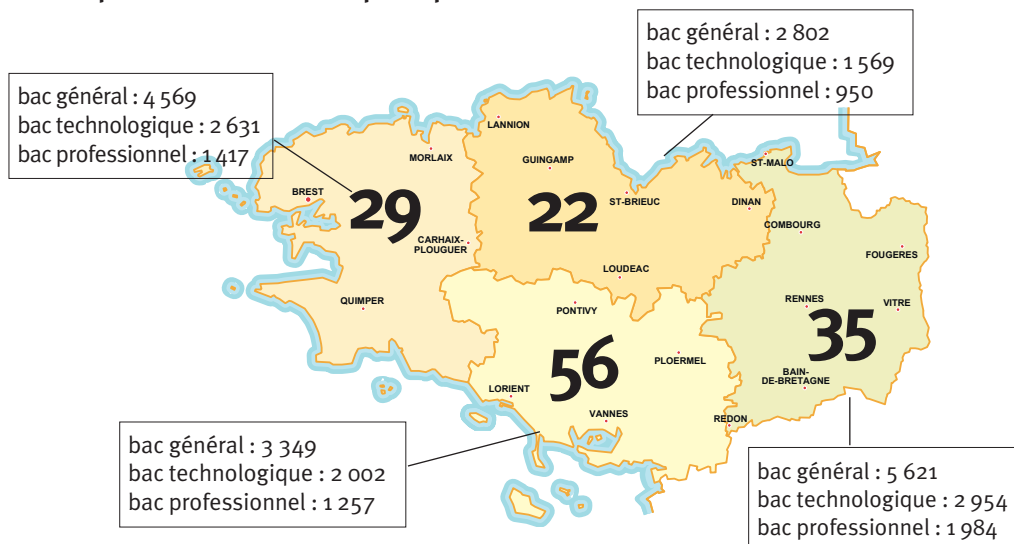 bac général : 2 802
bac technologique : 1 569
bac professionnel : 950
bac général : 4 569
bac technologique : 2 631
bac professionnel : 1 417
LANNION
MORLAIX
GUINGAMP
ST-MALO
BREST
29
22
ST-BRIEUC
DINAN
COMBOURG
CARHAIX-
PLOUGUER
FOUGERES
LOUDEAC
QUIMPER
PONTIVY
RENNES
VITRE
35
56
PLOERMEL
BAIN-
DE-BRETAGNE
LORIENT
VANNES
REDON
bac général : 3 349
bac technologique : 2 002
bac professionnel : 1 257
bac général : 5 621
bac technologique : 2 954
bac professionnel : 1 984